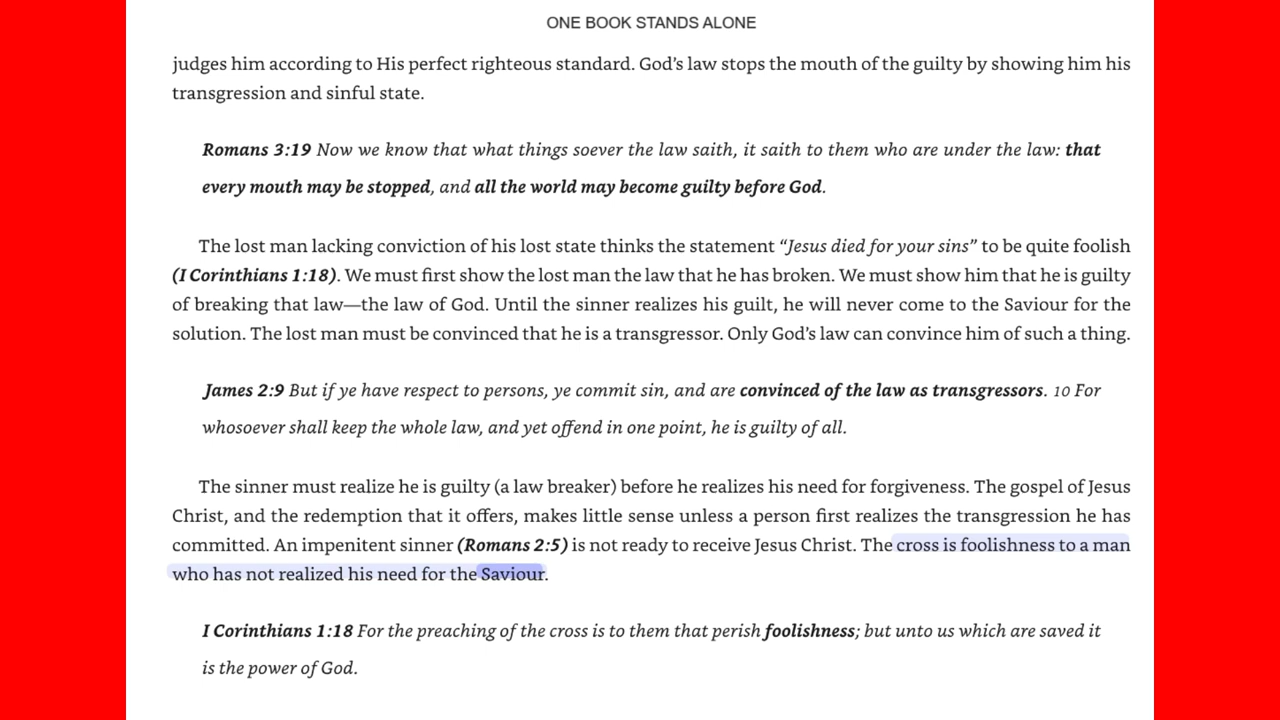 ONE BOOK STANDS ALONE
judges him according to His perfect righteous standard. God’s law stops the mouth of the guilty by showing him his
transgression and sinful state.
Romans 3:19 Now we know that what things soever the law saith, it saith to them who are under the law: that
every mouth may be stopped, and all the world may become guilty before God.
The lost man lacking conviction of his lost state thinks the statement “Jesus died for your sins” to be quite foolish
(I Corinthians 1:18). We must first show the lost man the law that he has broken. We must show him that he is guilty
of breaking that law—the law of God. Until the sinner realizes his guilt, he will never come to the Saviour for the
solution. The lost man must be convinced that he is a transgressor. Only God’s law can convince him of such a thing.
James 2:9 But if ye have respect to persons, ye commit sin, and are convinced of the law as transgressors. 10 For
whosoever shall keep the whole law, and yet offend in one point, he is guilty of all.
The sinner must realize he is guilty (a law breaker) before he realizes his need for forgiveness. The gospel of Jesus
Christ, and the redemption that it offers, makes little sense unless a person first realizes the transgression he has
committed. An impenitent sinner (Romans 2:5) is not ready to receive Jesus Christ. The cross is foolishness to a man
who has not realized his need for the Saviour.
I Corinthians 1:18 For the preaching of the cross is to them that perish foolishness; but unto us which are saved it
is the power of God.